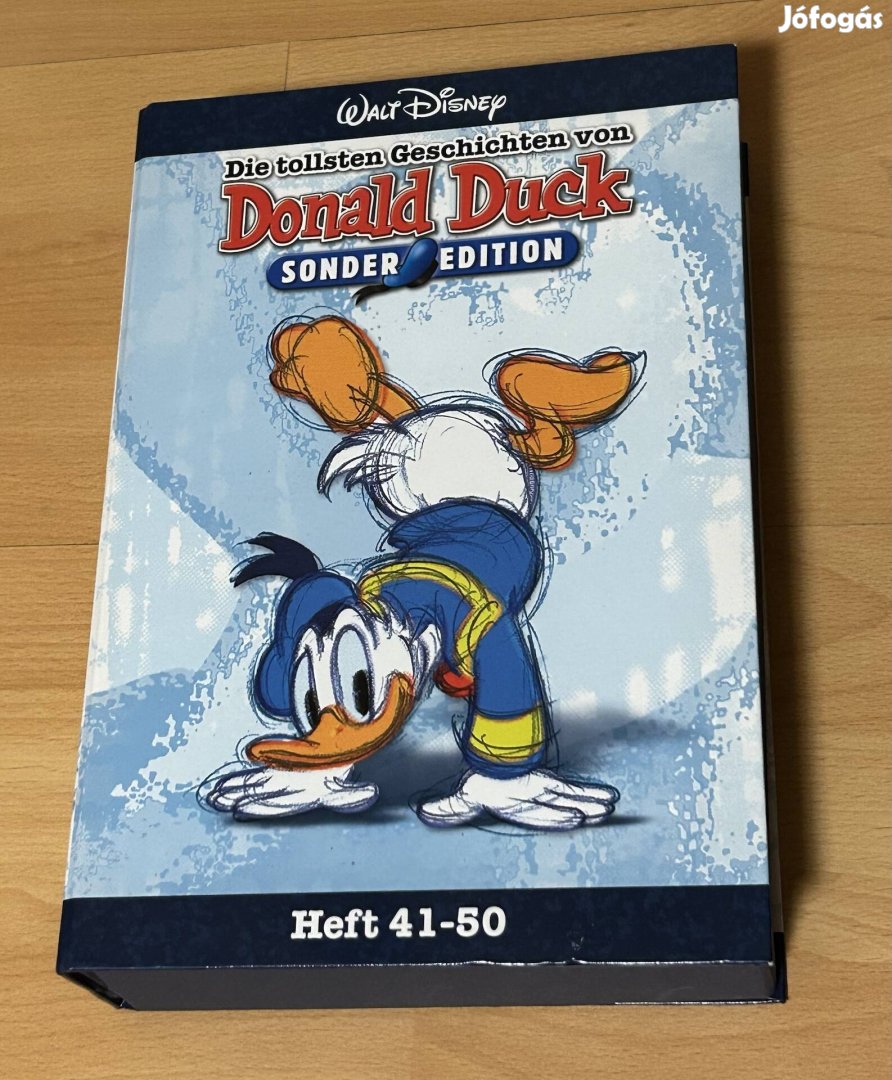 Jófogás
WALT DISNEY
Die tollsten Geschichten von
Donald Duck
SONDER EDITION
Heft 41-50